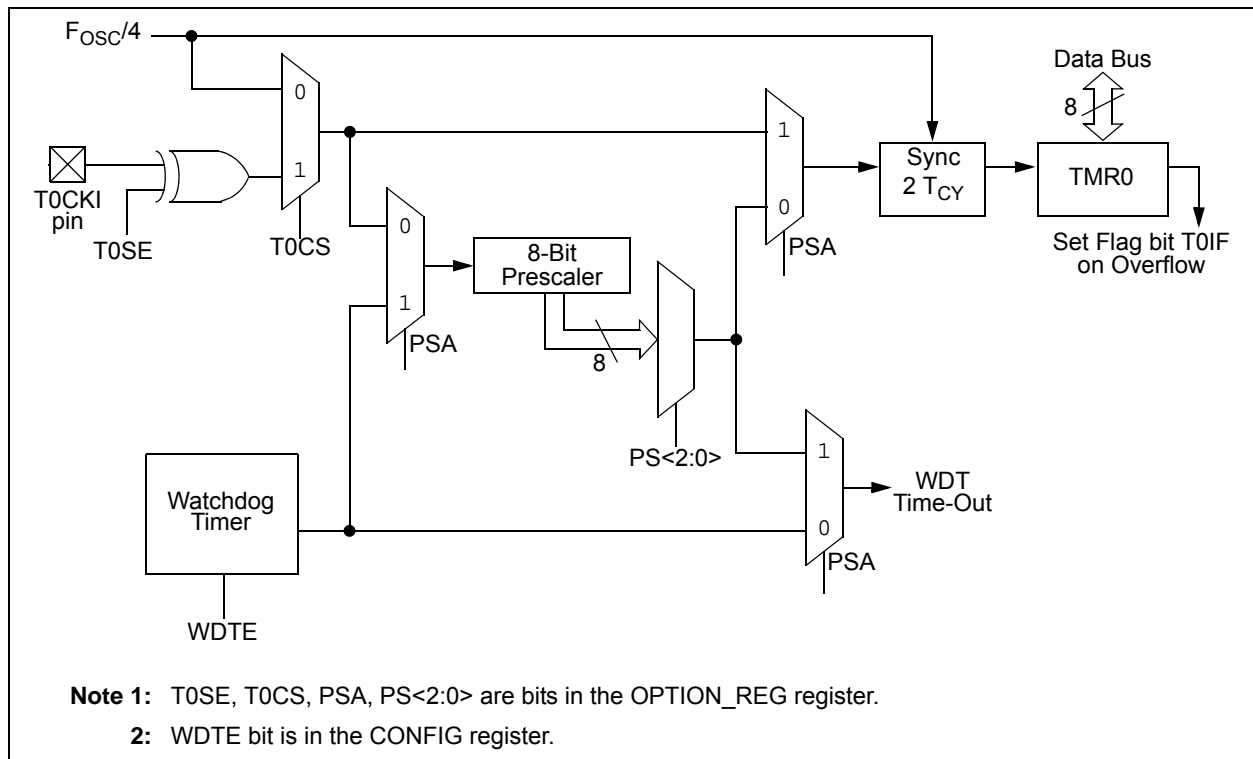 FOSC/4
Data Bus
8
0
1
1
0
Sync
2 TCY
TMR0
T0CKI
pin
T0SE
T0CS
0
1
PSA
8-Bit
Prescaler
8
PSA
Set Flag bit T0IF
on Overflow
PS<2:0>
1
0
WDT
Time-Out
PSA
Watchdog
Timer
WDTE
Note 1: T0SE, T0CS, PSA, PS<2:0> are bits in the OPTION_REG register.
2: WDTE bit is in the CONFIG register.